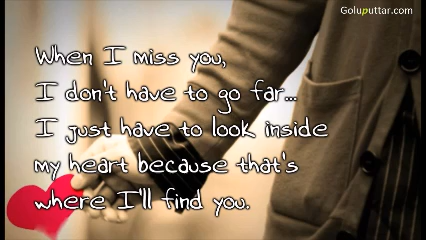 Goluputtar.com
When I miss you,
I don't have to go far...
I just have to look inside
my heart because that's
where I'll find you.